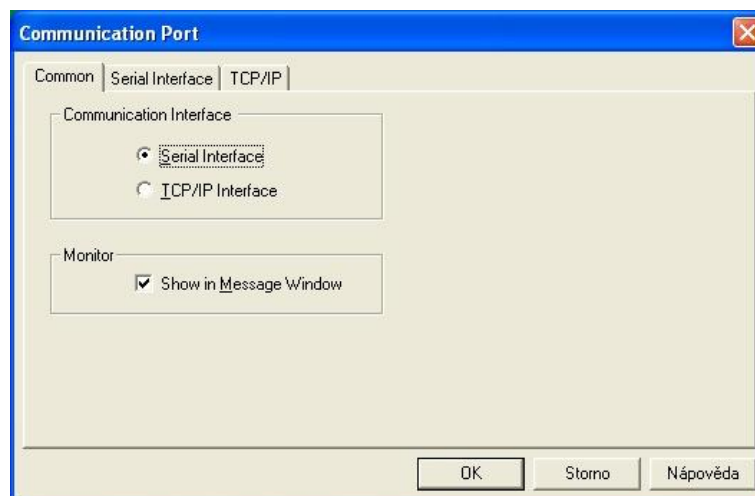 Communication Port
Common Serial Interface TCP/IP
Communication Interface
Serial Interface
TCP/IP Interface
Monitor
Show in Message Window
OK Storno Nápověda